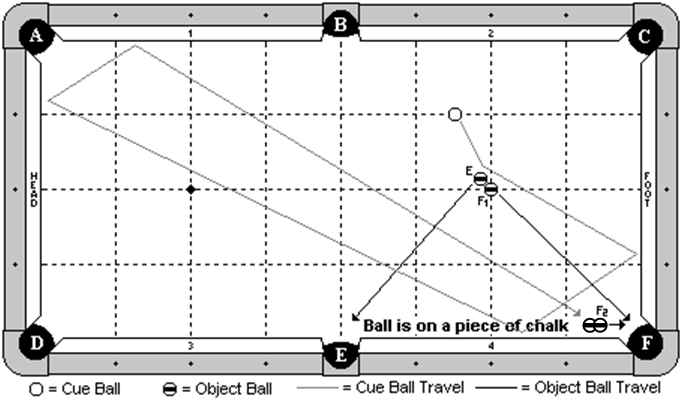 A
B
C
1
2
E
F1
HEAD
FOOT
F2
Ball is on a piece of chalk
D
3
E
4
F
= Cue Ball
= Object Ball
= Cue Ball Travel
= Object Ball Travel